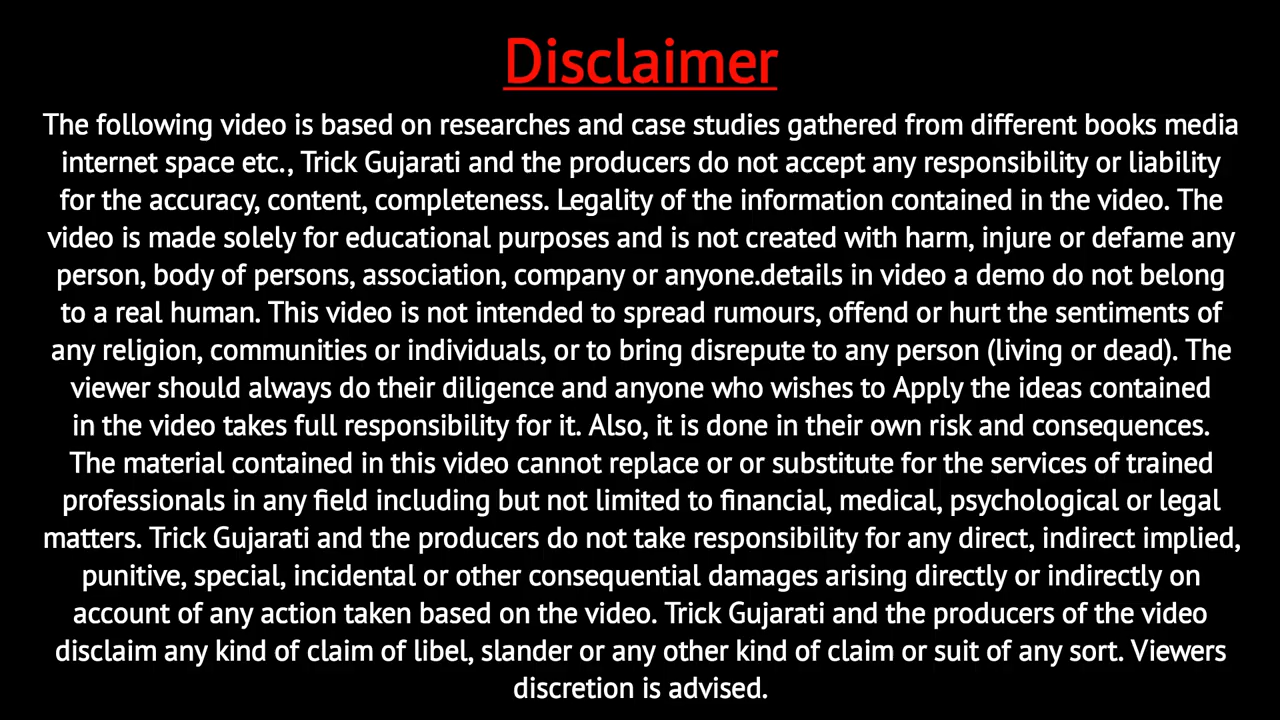 Disclaimer
The following video is based on researches and case studies gathered from different books media
internet space etc., Trick Gujarati and the producers do not accept any responsibility or liability
for the accuracy, content, completeness. Legality of the information contained in the video. The
video is made solely for educational purposes and is not created with harm, injure or defame any
person, body of persons, association, company or anyone.details in video a demo do not belong
to a real human. This video is not intended to spread rumours, offend or hurt the sentiments of
any religion, communities or individuals, or to bring disrepute to any person (living or dead). The
viewer should always do their diligence and anyone who wishes to Apply the ideas contained
in the video takes full responsibility for it. Also, it is done in their own risk and consequences.
The material contained in this video cannot replace or or substitute for the services of trained
professionals in any field including but not limited to financial, medical, psychological or legal
matters. Trick Gujarati and the producers do not take responsibility for any direct, indirect implied,
punitive, special, incidental or other consequential damages arising directly or indirectly on
account of any action taken based on the video. Trick Gujarati and the producers of the video
disclaim any kind of claim of libel, slander or any other kind of claim or suit of any sort. Viewers
discretion is advised.